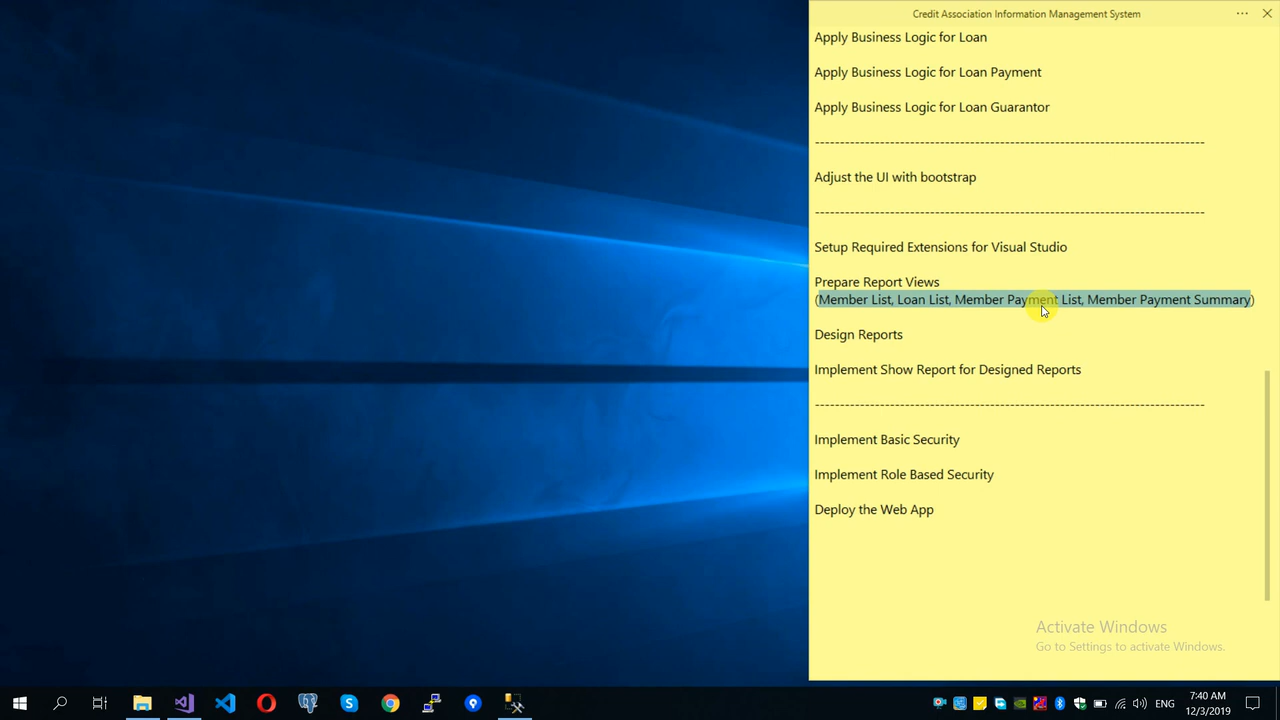 Credit Association Information Management System
Apply Business Logic for Loan
Apply Business Logic for Loan Payment
Apply Business Logic for Loan Guarantor
------------------------------------------------------------------------------
Adjust the UI with bootstrap
------------------------------------------------------------------------------
Setup Required Extensions for Visual Studio
Prepare Report Views
(Member List, Loan List, Member Payment List, Member Payment Summary)
Design Reports
Implement Show Report for Designed Reports
------------------------------------------------------------------------------
Implement Basic Security
Implement Role Based Security
Deploy the Web App
Activate Windows
Go to Settings to activate Windows.
ENG
7:40 AM
12/3/2019